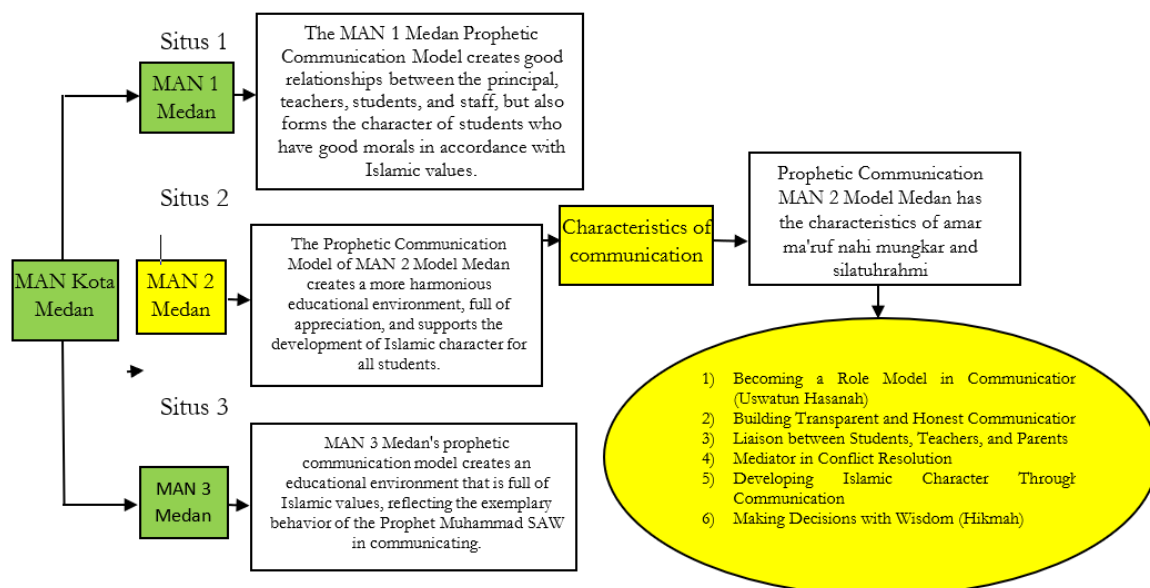 Situs 1
MAN 1
Medan
The MAN 1 Medan Prophetic
Communication Model creates good
relationships between the principal,
teachers, students, and staff, but also
forms the character of students who
have good morals in accordance with
Islamic values.
Situs 2
MAN Kota
Medan
MAN 2
Medan
The Prophetic Communication
Model of MAN 2 Model Medan
creates a more harmonious
educational environment, full of
appreciation, and supports the
development of Islamic character for
all students.
Characteristics of
communication
Prophetic Communication
MAN 2 Model Medan has
the characteristics of amar
ma'ruf nahi mungkar and
silatuhrahmi
1) Becoming a Role Model in Communicatior
(Uswatun Hasanah)
2) Building Transparent and Honest Communicatior
3) Liaison between Students, Teachers, and Parents
4) Mediator in Conflict Resolution
5) Developing Islamic Character Througł
Communication
6) Making Decisions with Wisdom (Hikmah)
Situs 3
MAN 3
Medan
MAN 3 Medan's prophetic
communication model creates an
educational environment that is full of
Islamic values, reflecting the exemplary
behavior of the Prophet Muhammad SAW
in communicating.